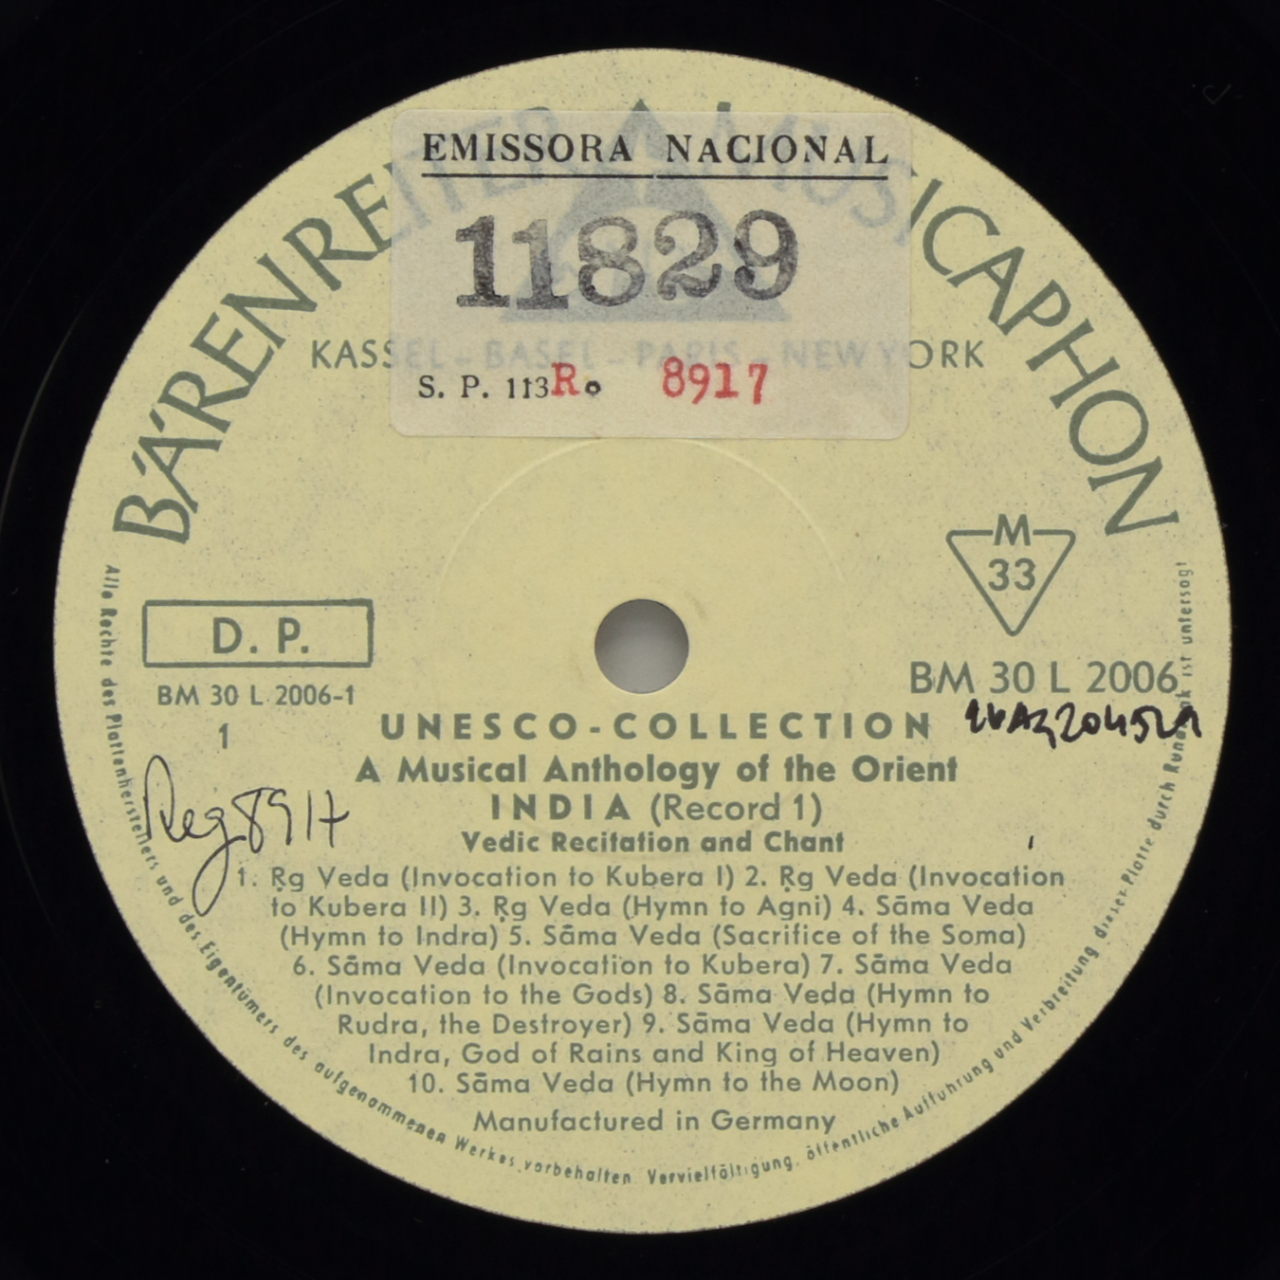 BÄRENREITER MUSICAPHON
EMISSORA NACIONAL
11829
KASSEL - BASEL - PARIS - NEW YORK
S. P. 113 R. 8917
M
33
D. P.
BM 30 L 2006-1
1
BM 30 L 2006
UNESCO-COLLECTION
A Musical Anthology of the Orient
INDIA (Record 1)
Vedic Recitation and Chant
Reg 8917
1. Ṛg Veda (Invocation to Kubera I) 2. Ṛg Veda (Invocation
to Kubera II) 3. Ṛg Veda (Hymn to Agni) 4. Sāma Veda
(Hymn to Indra) 5. Sāma Veda (Sacrifice of the Soma)
6. Sāma Veda (Invocation to Kubera) 7. Sāma Veda
(Invocation to the Gods) 8. Sāma Veda (Hymn to
Rudra, the Destroyer) 9. Sāma Veda (Hymn to
Indra, God of Rains and King of Heaven)
10. Sāma Veda (Hymn to the Moon)
Manufactured in Germany
Alle Rechte des Plattenherstellers und des Eigentümers des aufgenommenen Werkes vorbehalten. Vervielfältigung, öffentliche Aufführung und Verbreitung dieser Platte durch ist untersagt